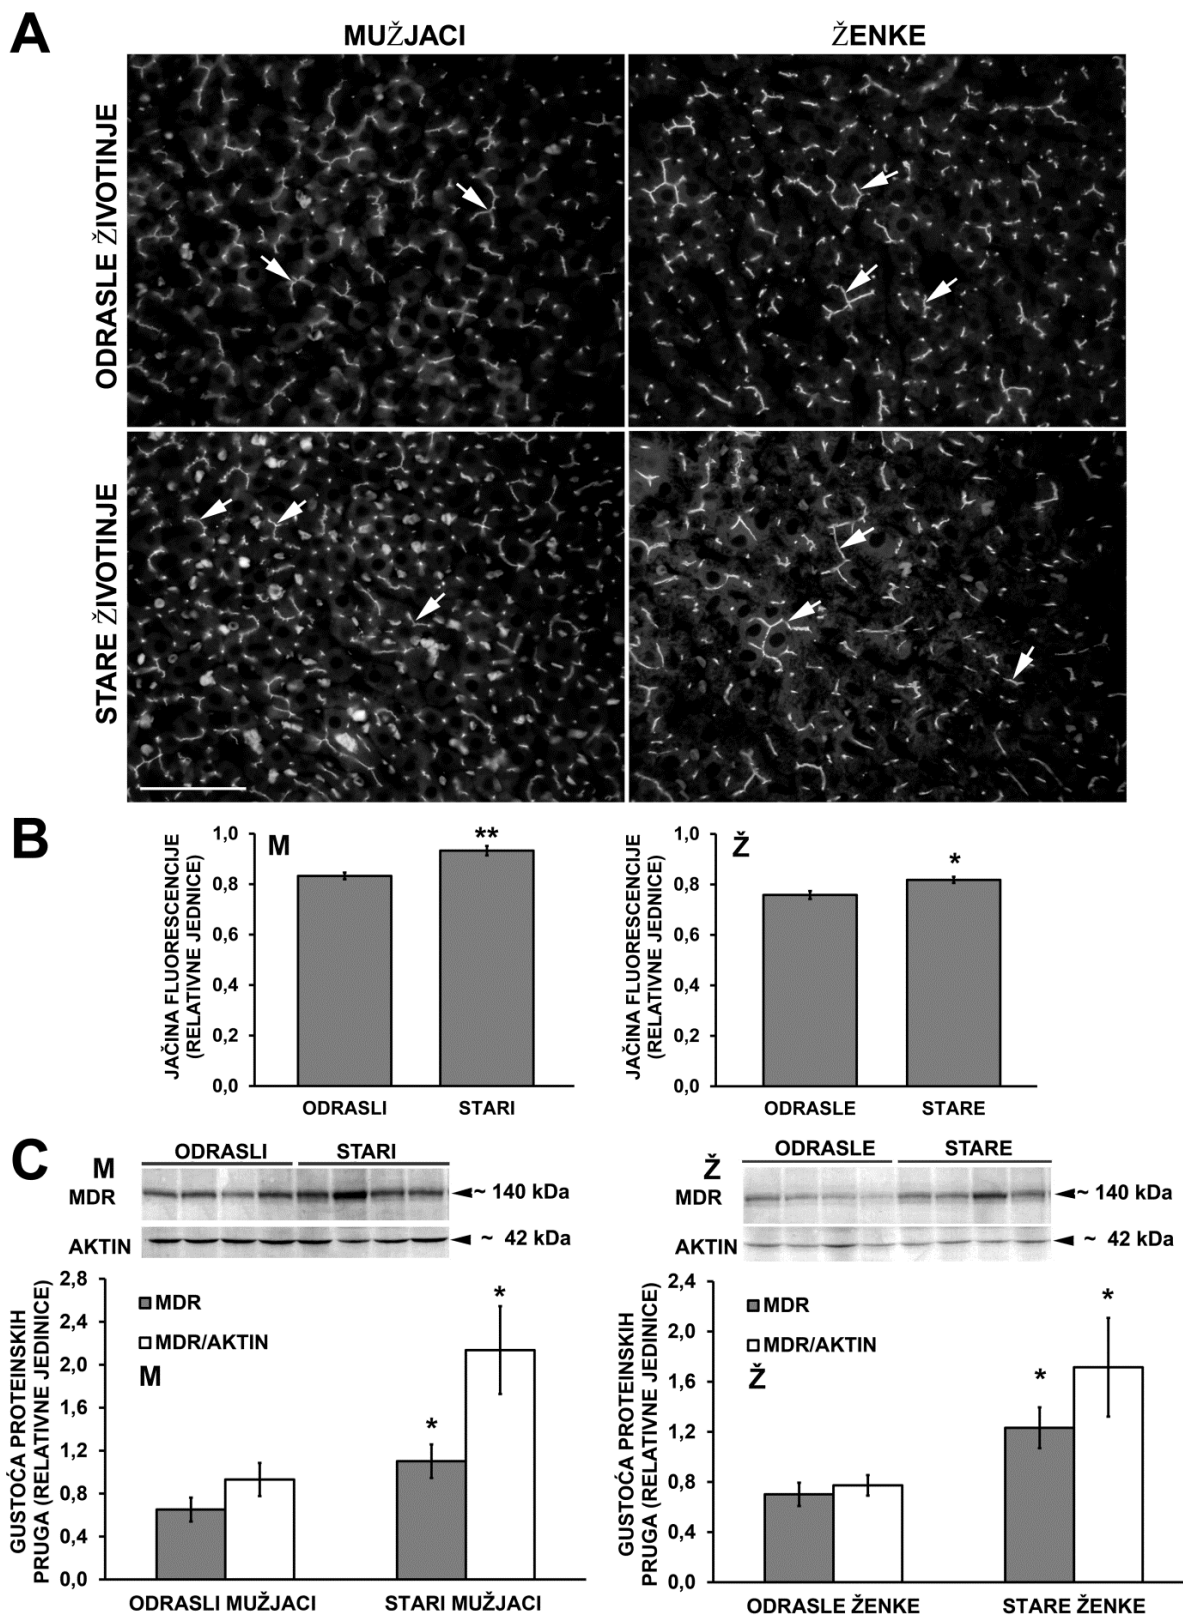 A
MUŽJACI
ŽENKE
ODRASLE ŽIVOTINJE
STARE ŽIVOTINJE
B
JAČINA FLUORESCENCIJE
(RELATIVNE JEDNICE)
1,0
0,8
0,6
0,4
0,2
0,0
M
**
ODRASLI
STARI
JAČINA FLUORESCENCIJE
(RELATIVNE JEDNICE)
1,0
0,8
0,6
0,4
0,2
0,0
Ž
*
ODRASLE
STARE
C
M
ODRASLI
STARI
MDR
~ 140 kDa
AKTIN
~ 42 kDa
Ž
ODRASLE
STARE
MDR
~ 140 kDa
AKTIN
~ 42 kDa
GUSTOĆA PROTEINSKIH
PRUGA (RELATIVNE JEDINICE)
2,8
2,4
2,0
1,6
1,2
0,8
0,4
0,0
MDR
MDR/AKTIN
M
*
*
ODRASLI MUŽJACI
STARI MUŽJACI
GUSTOĆA PROTEINSKIH
PRUGA (RELATIVNE JEDINICE)
2,4
2,0
1,6
1,2
0,8
0,4
0,0
MDR
MDR/AKTIN
Ž
*
*
ODRASLE ŽENKE
STARE ŽENKE